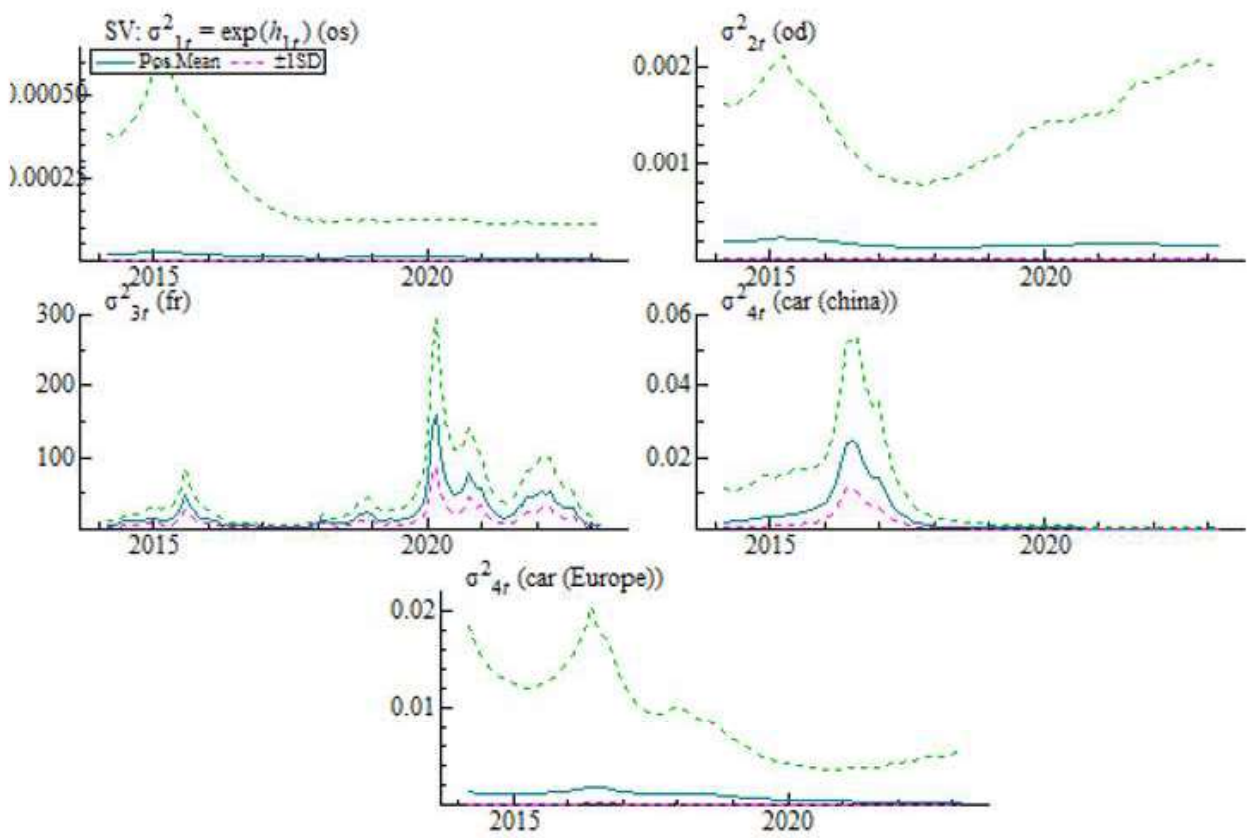 SV: σ²₁ₜ = exp(h₁ₜ) (os)
σ²₂ₜ (od)
Pos.Mean ±1SD
0.00050
0.00025
2015 2020
0.002
0.001
2015 2020
σ²₃ₜ (fr)
300
200
100
2015 2020
σ²₄ₜ (car (china))
0.06
0.04
0.02
2015 2020
σ²₄ₜ (car (Europe))
0.02
0.01
2015 2020